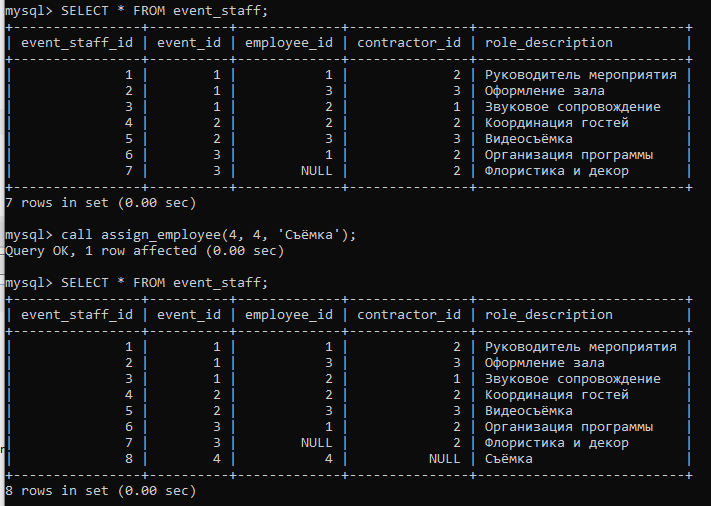 mysql> SELECT * FROM event_staff;
+----------------+----------+-------------+---------------+--------------------------+
| event_staff_id | event_id | employee_id | contractor_id | role_description         |
+----------------+----------+-------------+---------------+--------------------------+
|              1 |        1 |           1 |             2 | Руководитель мероприятия |
|              2 |        1 |           3 |             3 | Оформление зала          |
|              3 |        1 |           2 |             1 | Звуковое сопровождение   |
|              4 |        2 |           2 |             2 | Координация гостей       |
|              5 |        2 |           3 |             3 | Видеосъёмка              |
|              6 |        3 |           1 |             2 | Организация программы    |
|              7 |        3 |        NULL |             2 | Флористика и декор       |
+----------------+----------+-------------+---------------+--------------------------+
7 rows in set (0.00 sec)
mysql> call assign_employee(4, 4, 'Съёмка');
Query OK, 1 row affected (0.00 sec)
mysql> SELECT * FROM event_staff;
+----------------+----------+-------------+---------------+--------------------------+
| event_staff_id | event_id | employee_id | contractor_id | role_description         |
+----------------+----------+-------------+---------------+--------------------------+
|              1 |        1 |           1 |             2 | Руководитель мероприятия |
|              2 |        1 |           3 |             3 | Оформление зала          |
|              3 |        1 |           2 |             1 | Звуковое сопровождение   |
|              4 |        2 |           2 |             2 | Координация гостей       |
|              5 |        2 |           3 |             3 | Видеосъёмка              |
|              6 |        3 |           1 |             2 | Организация программы    |
|              7 |        3 |        NULL |             2 | Флористика и декор       |
|              8 |        4 |           4 |          NULL | Съёмка                   |
+----------------+----------+-------------+---------------+--------------------------+
8 rows in set (0.00 sec)